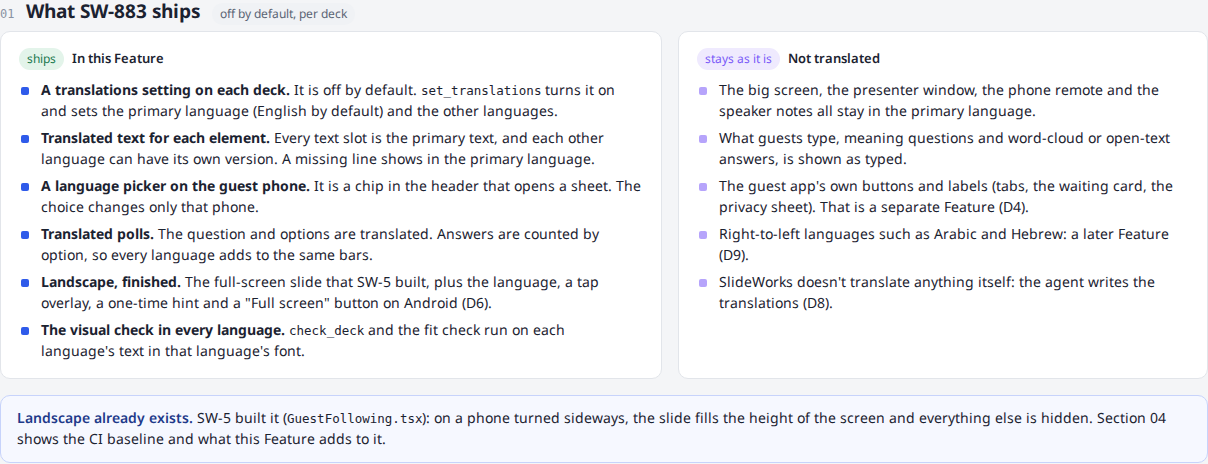 01 What SW-883 ships off by default, per deck
ships In this Feature
A translations setting on each deck. It is off by default. set_translations turns it on
and sets the primary language (English by default) and the other languages.
Translated text for each element. Every text slot is the primary text, and each other
language can have its own version. A missing line shows in the primary language.
A language picker on the guest phone. It is a chip in the header that opens a sheet. The
choice changes only that phone.
Translated polls. The question and options are translated. Answers are counted by
option, so every language adds to the same bars.
Landscape, finished. The full-screen slide that SW-5 built, plus the language, a tap
overlay, a one-time hint and a "Full screen" button on Android (D6).
The visual check in every language. check_deck and the fit check run on each
language's text in that language's font.
stays as it is Not translated
The big screen, the presenter window, the phone remote and the
speaker notes all stay in the primary language.
What guests type, meaning questions and word-cloud or open-text
answers, is shown as typed.
The guest app's own buttons and labels (tabs, the waiting card, the
privacy sheet). That is a separate Feature (D4).
Right-to-left languages such as Arabic and Hebrew: a later Feature
(D9).
SlideWorks doesn't translate anything itself: the agent writes the
translations (D8).
Landscape already exists. SW-5 built it (GuestFollowing.tsx): on a phone turned sideways, the slide fills the height of the screen and everything else is hidden. Section 04
shows the CI baseline and what this Feature adds to it.